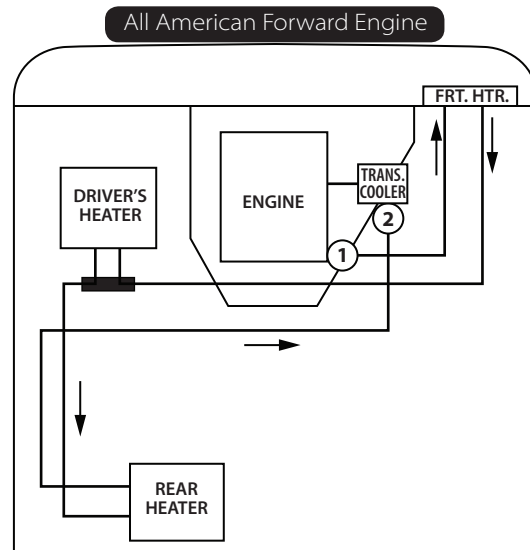 All American Forward Engine
FRT. HTR.
TRANS.
COOLER
DRIVER'S
HEATER
ENGINE
2
1
REAR
HEATER